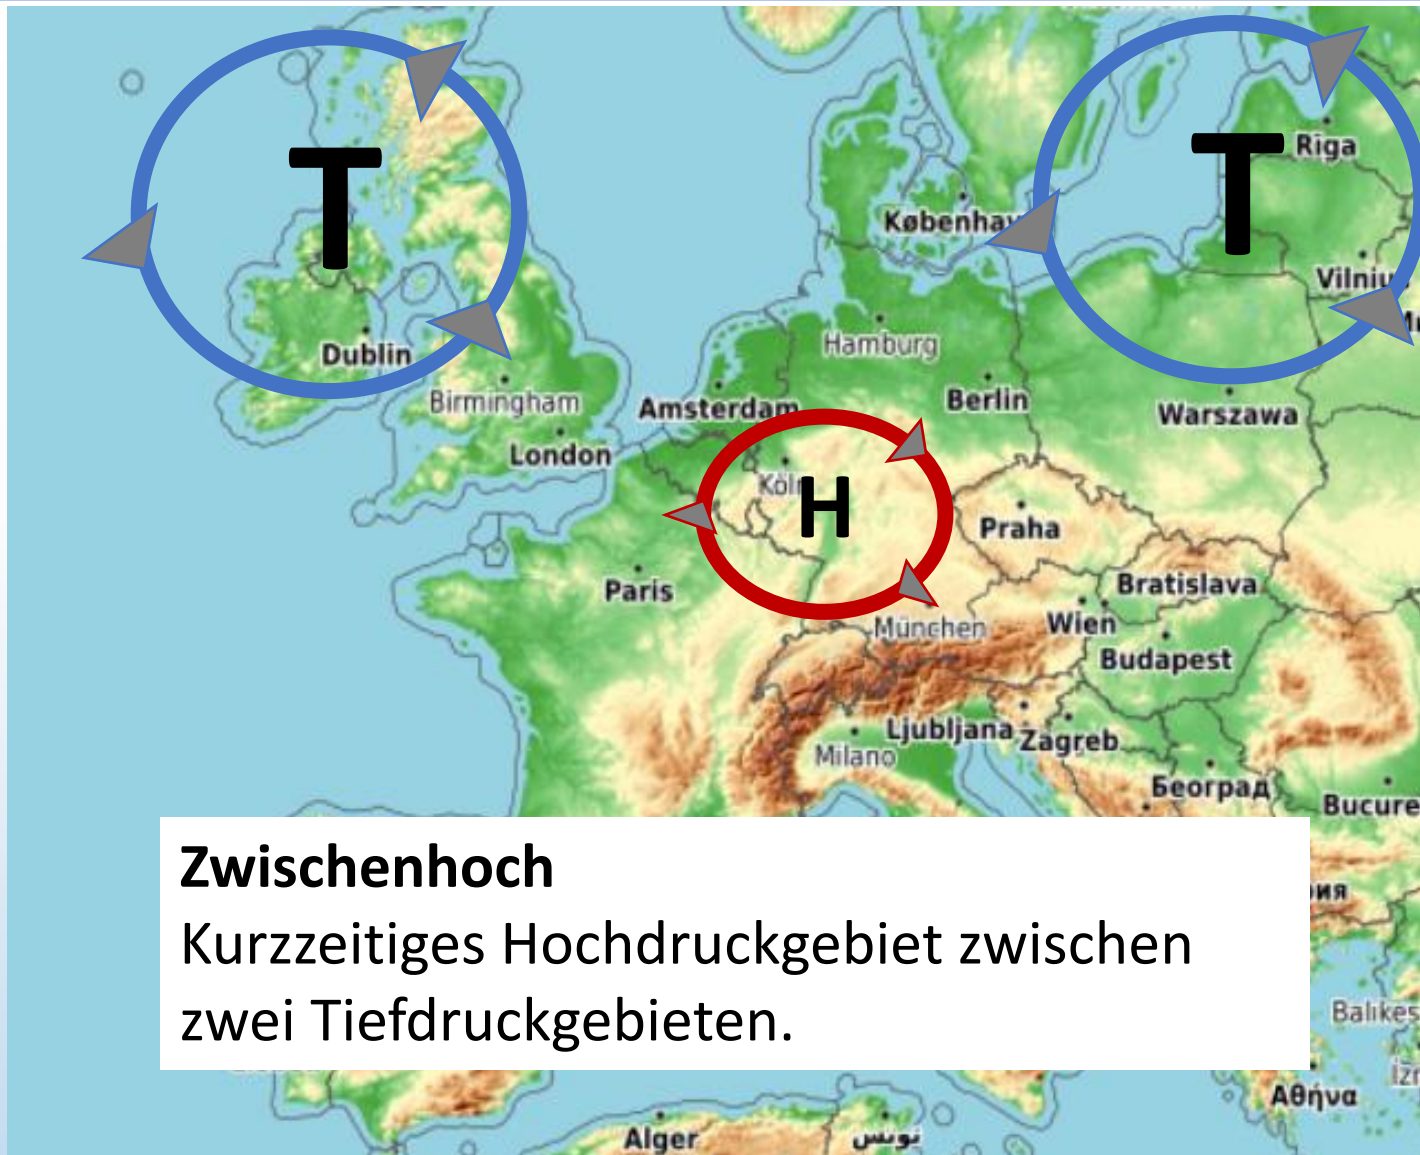 T
T
Rīga
København
Vilnius
Dublin
Hamburg
Birmingham
Amsterdam
Berlin
Warszawa
London
Köln
H
Praha
Paris
Bratislava
München
Wien
Budapest
Ljubljana
Zagreb
Milano
Београд
Bucure
Zwischenhoch
Kurzzeitiges Hochdruckgebiet zwischen
zwei Tiefdruckgebieten.
Balıkes
Αθήνα
Alger
تونس